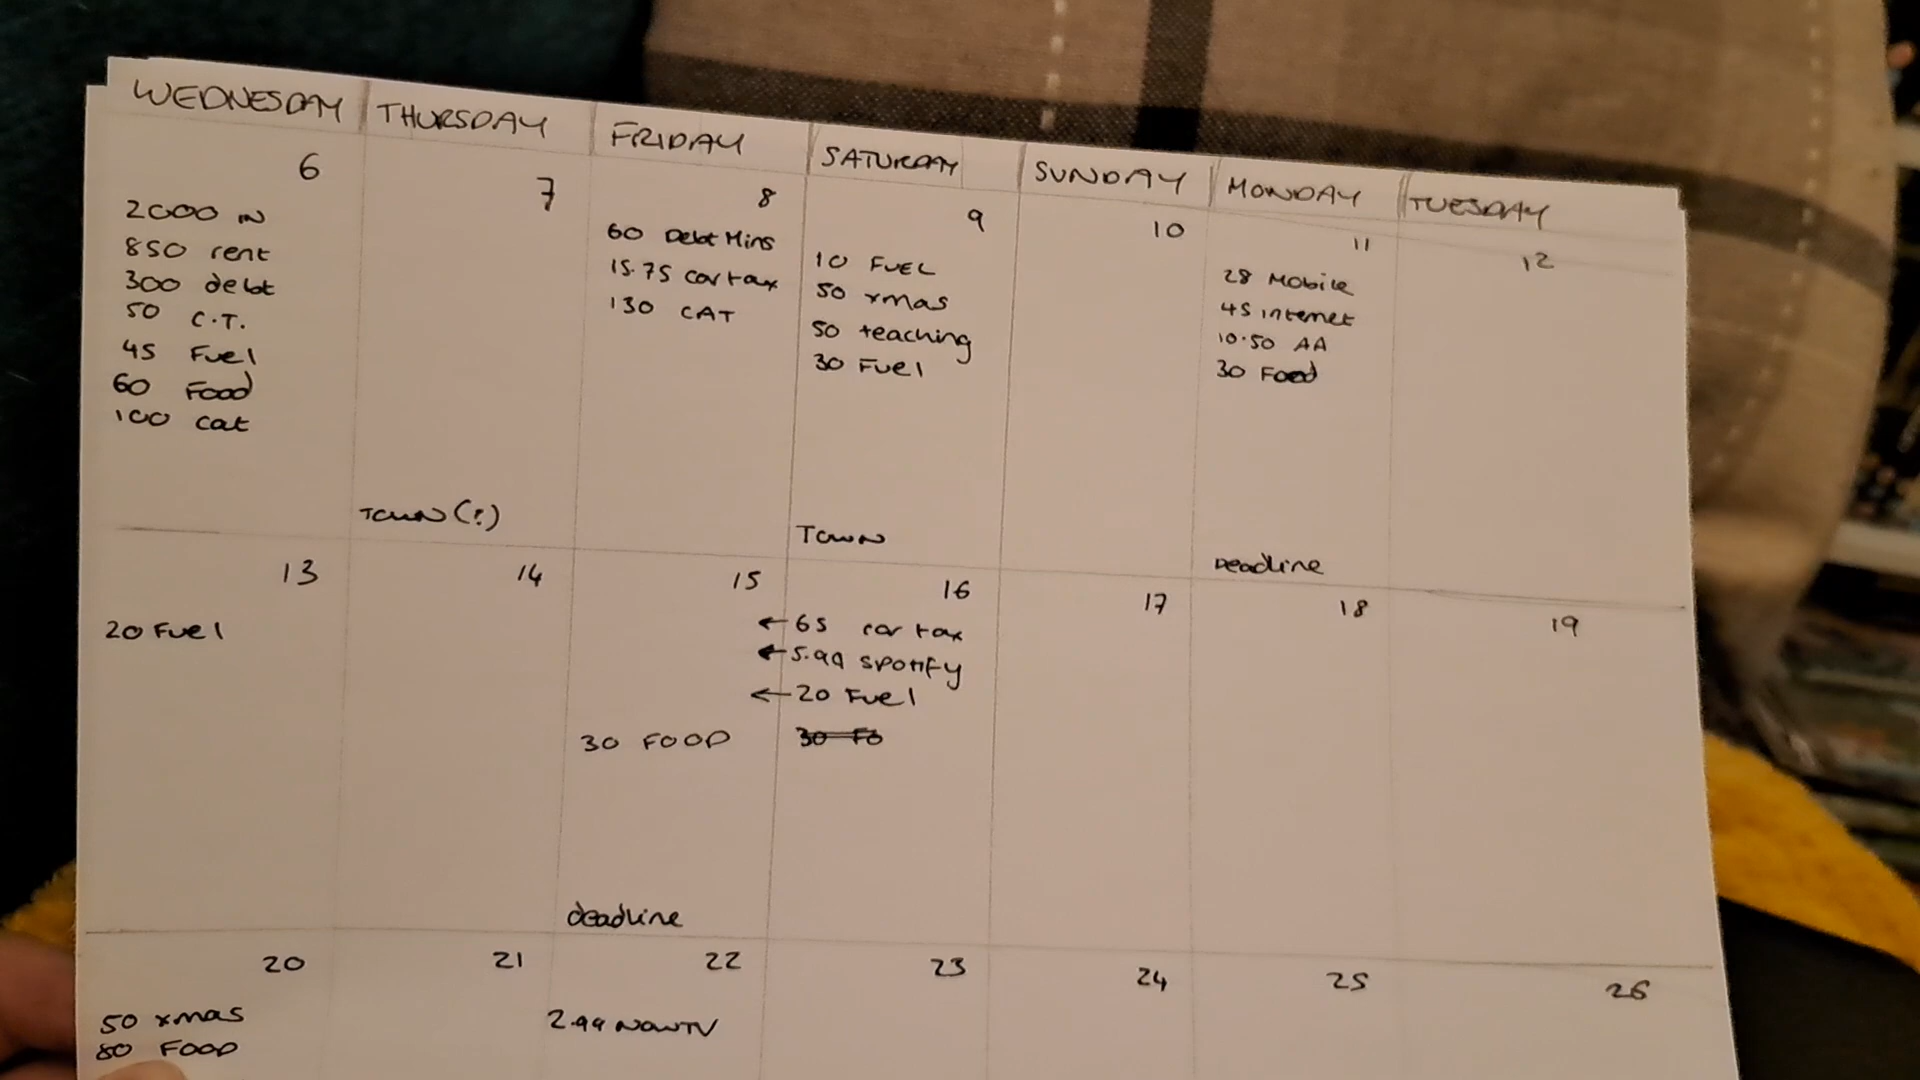 WEDNESDAY THURSDAY FRIDAY SATURDAY SUNDAY MONDAY TUESDAY
6
2000 IN
850 rent
300 debt
50 C.T.
45 Fuel
60 Food
100 cat
7
TOWN (?)
8
60 Debt Mins
15.75 car tax
130 CAT
9
10 FUEL
50 xmas
50 teaching
30 Fuel
TOWN
10
11
28 Mobile
45 internet
10.50 AA
30 Food
Deadline
12
13
20 Fuel
14
15
30 FOOD
deadline
16
← 65 car tax
← 5.99 SPOTIFY
← 20 Fuel
30 Fo
17
18
19
20
50 xmas
80 FOOD
21
22
2.99 NOWTV
23
24
25
26